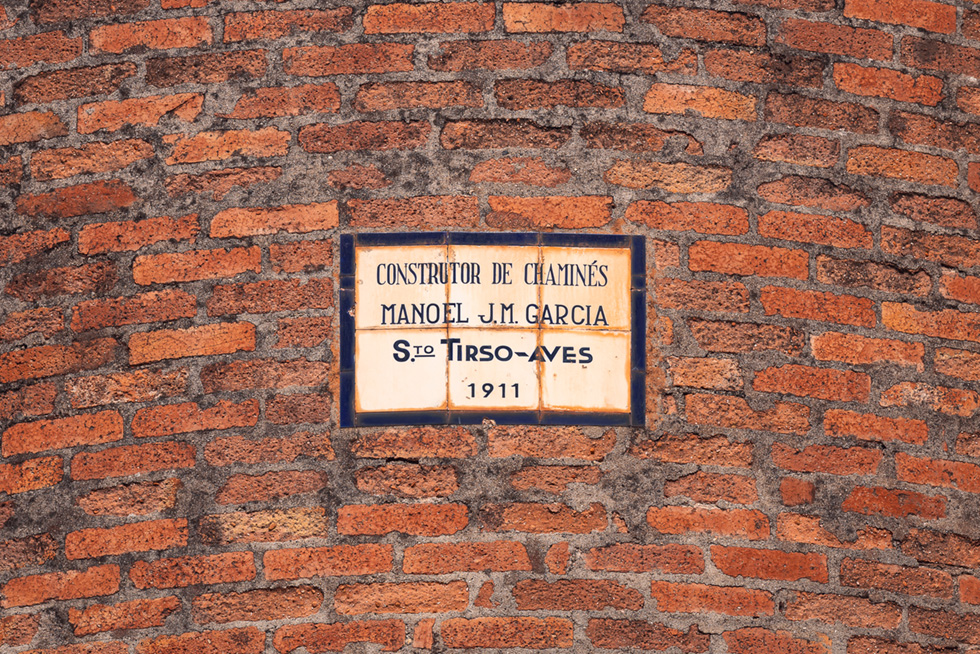 CONSTRUTOR DE CHAMINÉS
MANOEL J.M. GARCIA
S.TO TIRSO-AVES
1911